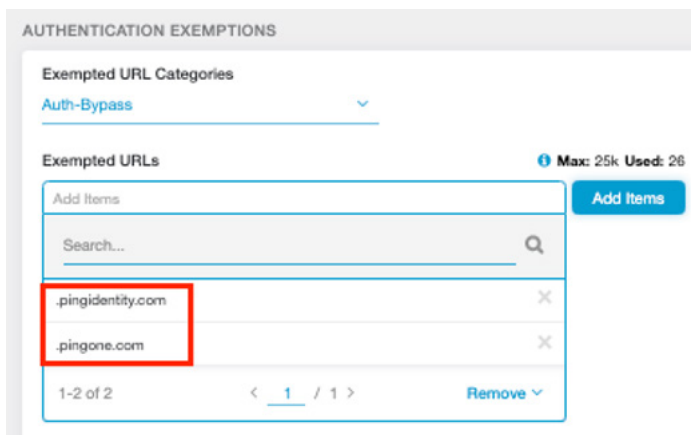 AUTHENTICATION EXEMPTIONS
Exempted URL Categories
Auth-Bypass
Exempted URLs Max: 25k Used: 26
Add Items Add Items
Search...
.pingidentity.com
.pingone.com
1-2 of 2 < 1 / 1 > Remove